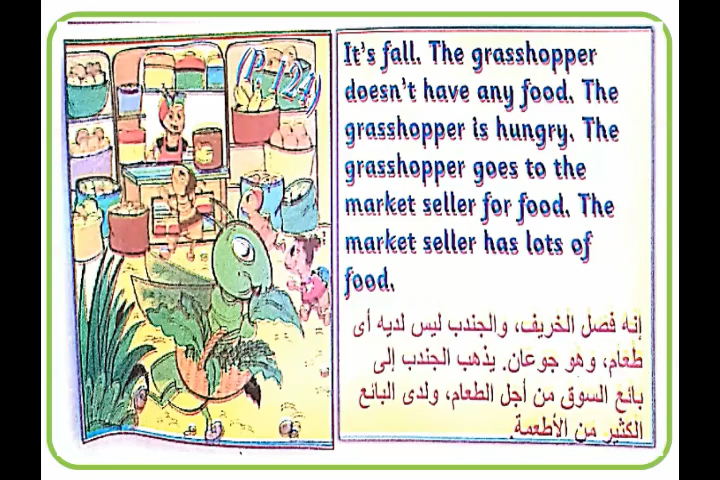 (P. 124)
It's fall. The grasshopper
doesn't have any food. The
grasshopper is hungry. The
grasshopper goes to the
market seller for food. The
market seller has lots of
food.
إنه فصل الخريف، والجندب ليس لديه أى
طعام، وهو جوعان. يذهب الجندب إلى
بائع السوق من أجل الطعام، ولدى البائع
الكثير من الأطعمة.